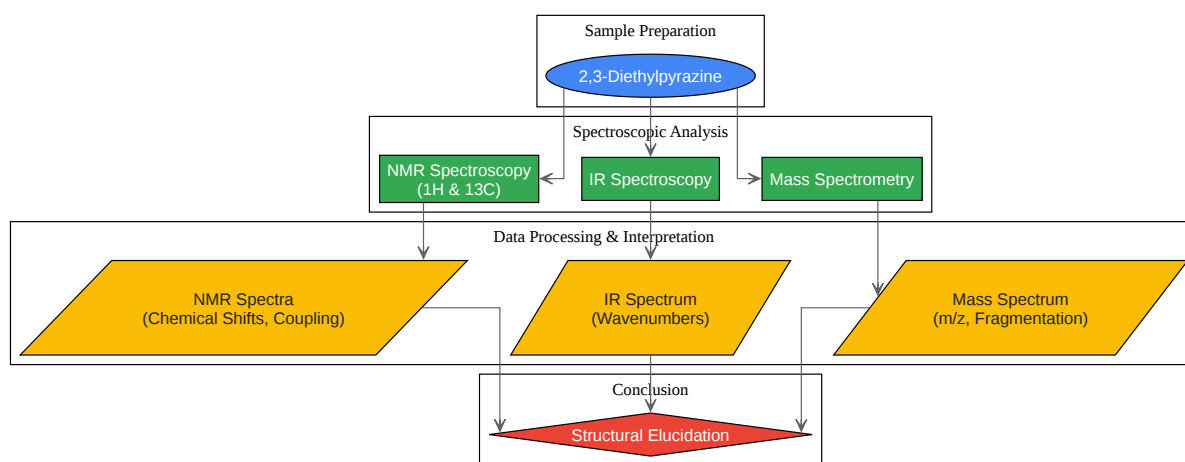 Sample Preparation
2,3-Diethylpyrazine
Spectroscopic Analysis
NMR Spectroscopy
(1H & 13C)
IR Spectroscopy
Mass Spectrometry
Data Processing & Interpretation
NMR Spectra
(Chemical Shifts, Coupling)
IR Spectrum
(Wavenumbers)
Mass Spectrum
(m/z, Fragmentation)
Conclusion
Structural Elucidation